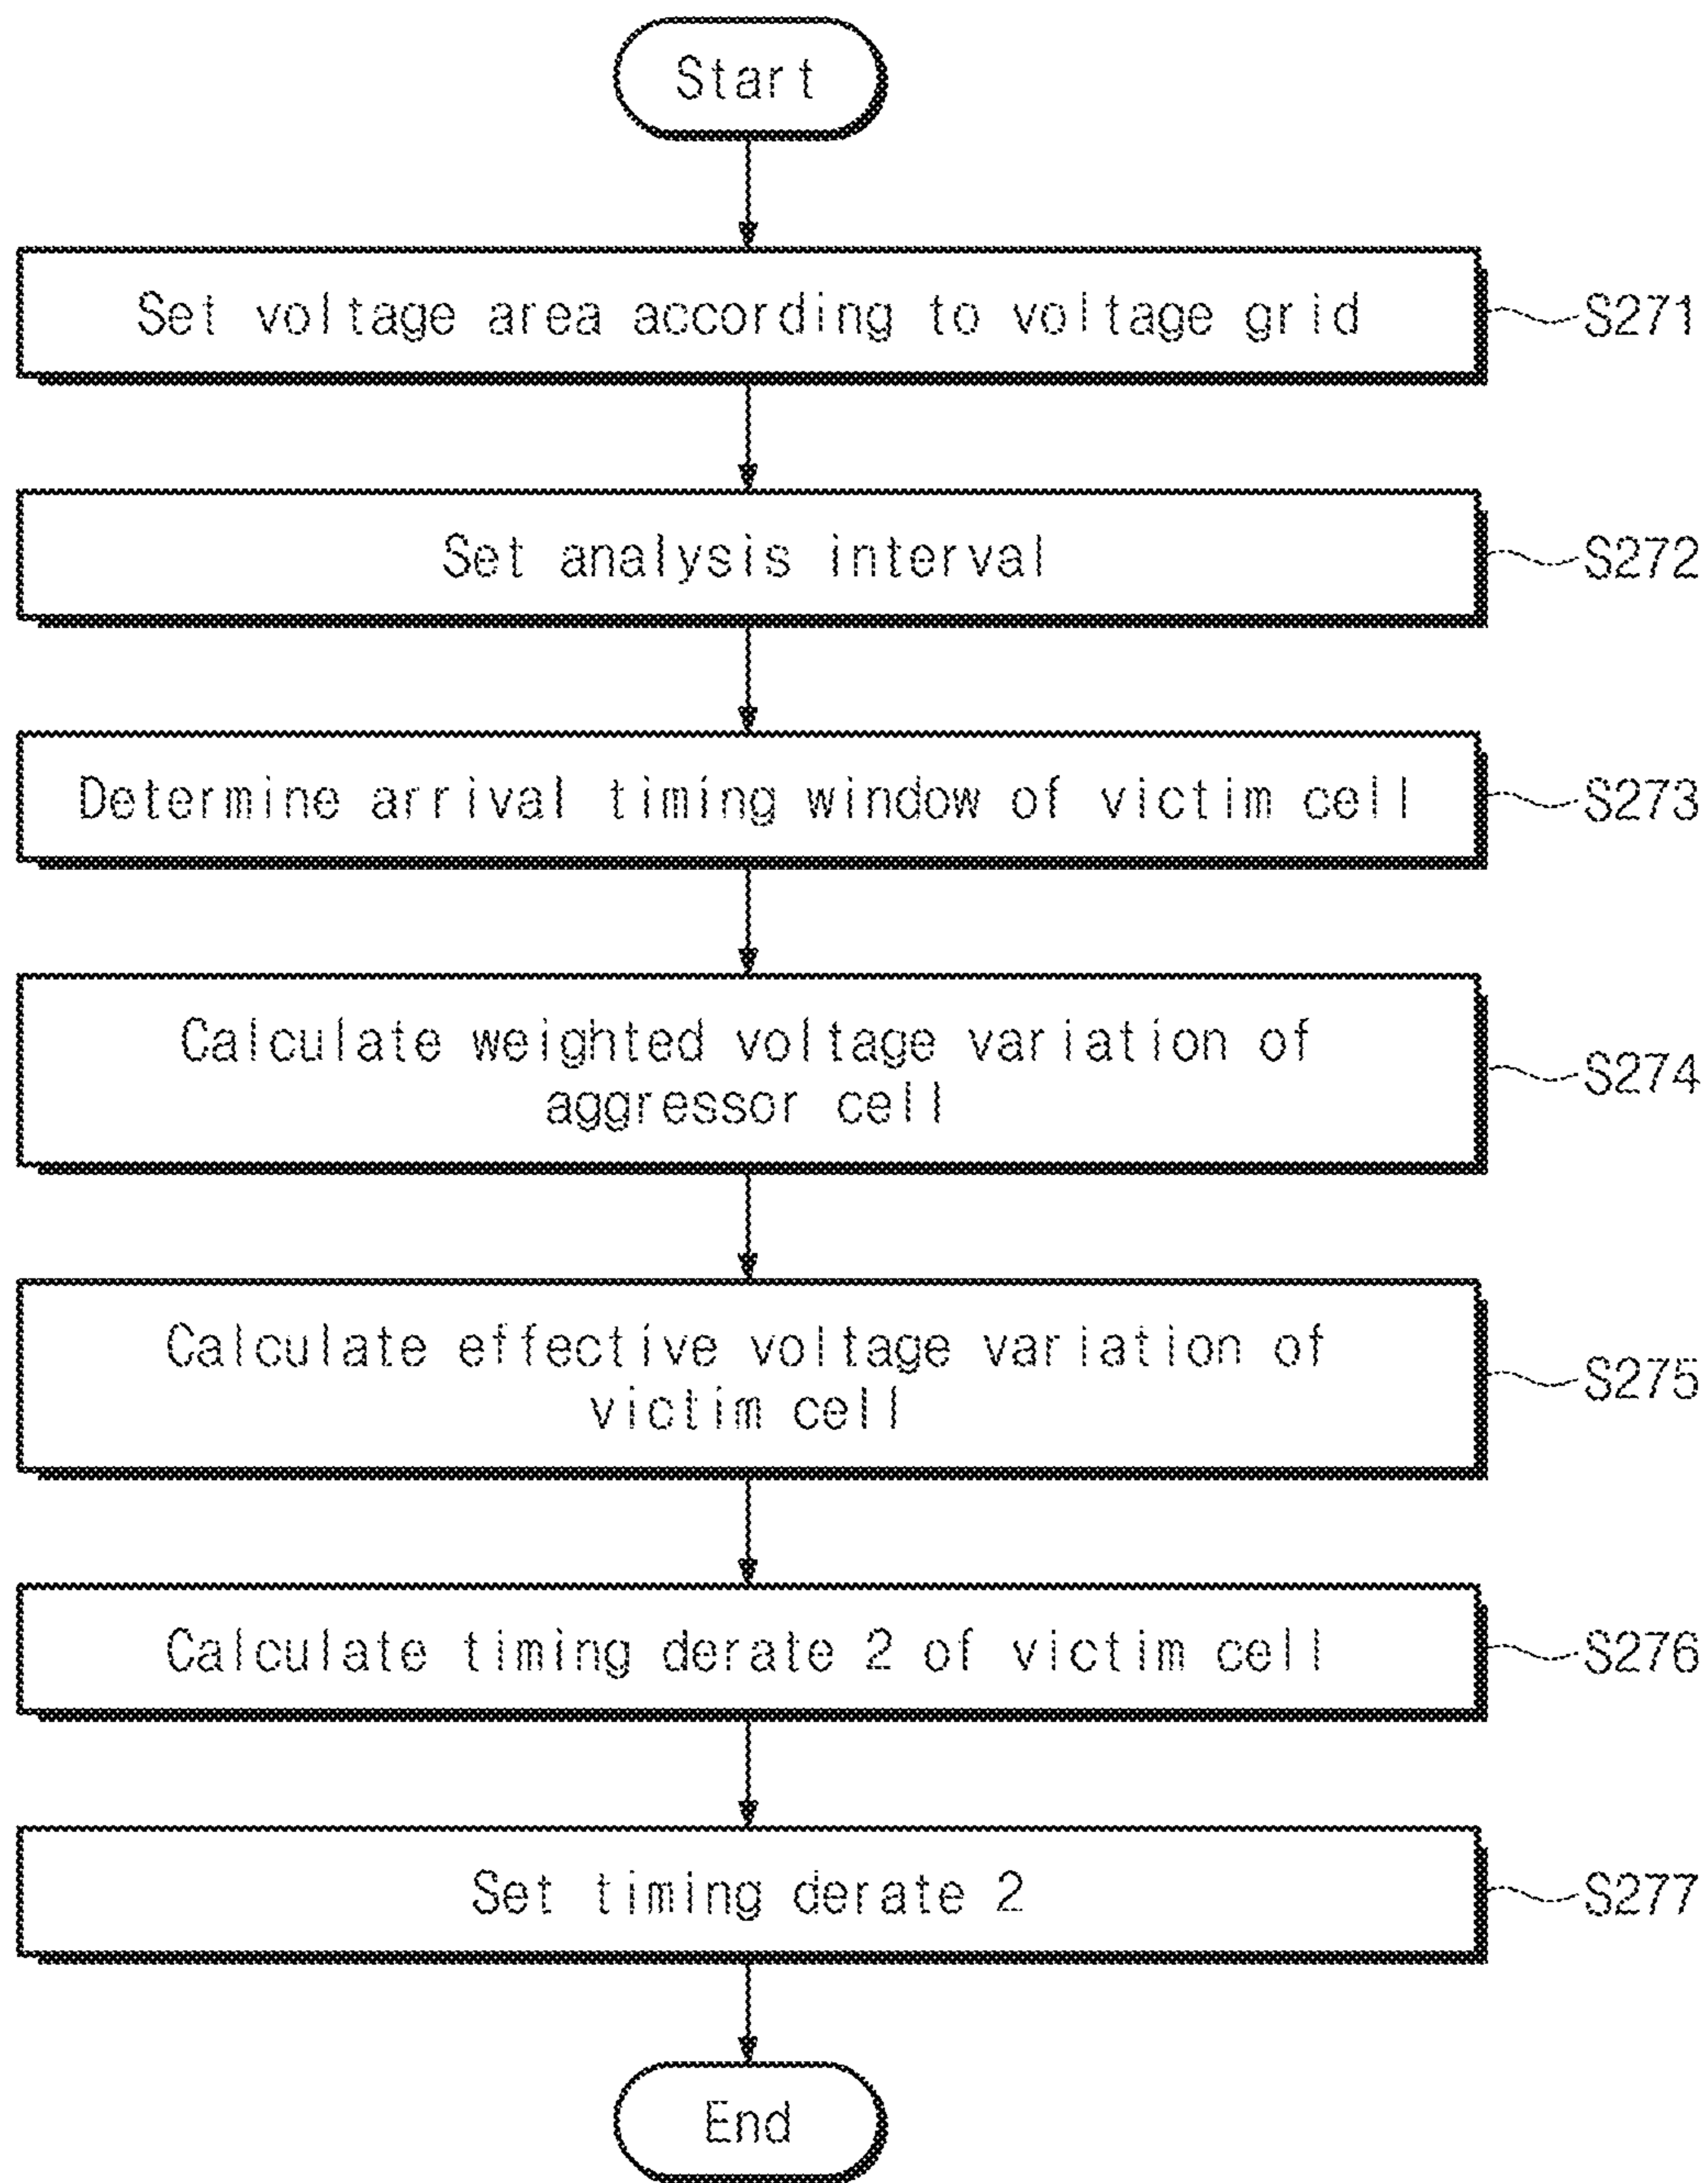 Start
Set voltage area according to voltage grid
S271
Set analysis interval
S272
Determine arrival timing window of victim cell
S273
Calculate weighted voltage variation of
aggressor cell
S274
Calculate effective voltage variation of
victim cell
S275
Calculate timing derate 2 of victim cell
S276
Set timing derate 2
S277
End